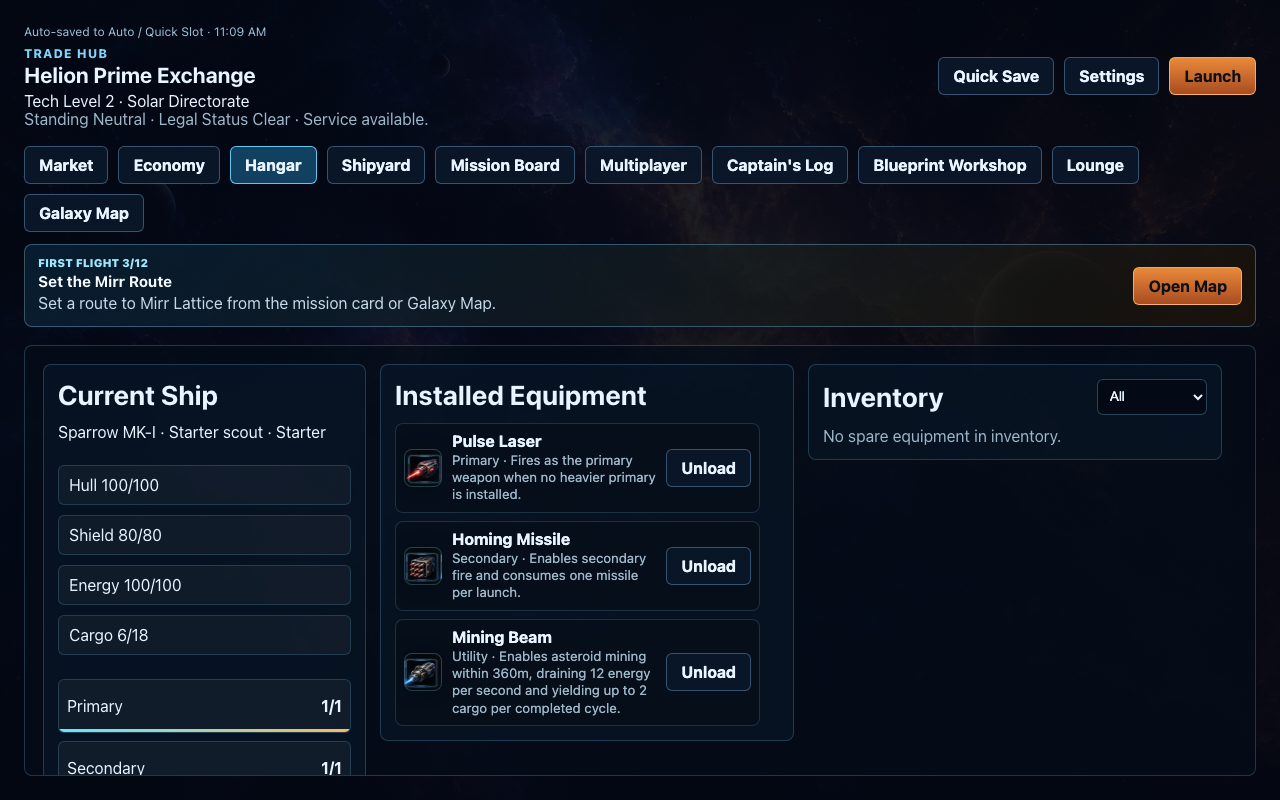 Auto-saved to Auto / Quick Slot · 11:09 AM
TRADE HUB
Helion Prime Exchange
Tech Level 2 · Solar Directorate
Standing Neutral · Legal Status Clear · Service available.
Quick Save
Settings
Launch
Market
Economy
Hangar
Shipyard
Mission Board
Multiplayer
Captain's Log
Blueprint Workshop
Lounge
Galaxy Map
FIRST FLIGHT 3/12
Set the Mirr Route
Set a route to Mirr Lattice from the mission card or Galaxy Map.
Open Map
Current Ship
Sparrow MK-I · Starter scout · Starter
Hull 100/100
Shield 80/80
Energy 100/100
Cargo 6/18
Primary 1/1
Secondary 1/1
Installed Equipment
Pulse Laser
Primary · Fires as the primary
weapon when no heavier primary
is installed.
Unload
Homing Missile
Secondary · Enables secondary
fire and consumes one missile
per launch.
Unload
Mining Beam
Utility · Enables asteroid mining
within 360m, draining 12 energy
per second and yielding up to 2
cargo per completed cycle.
Unload
Inventory
All
No spare equipment in inventory.